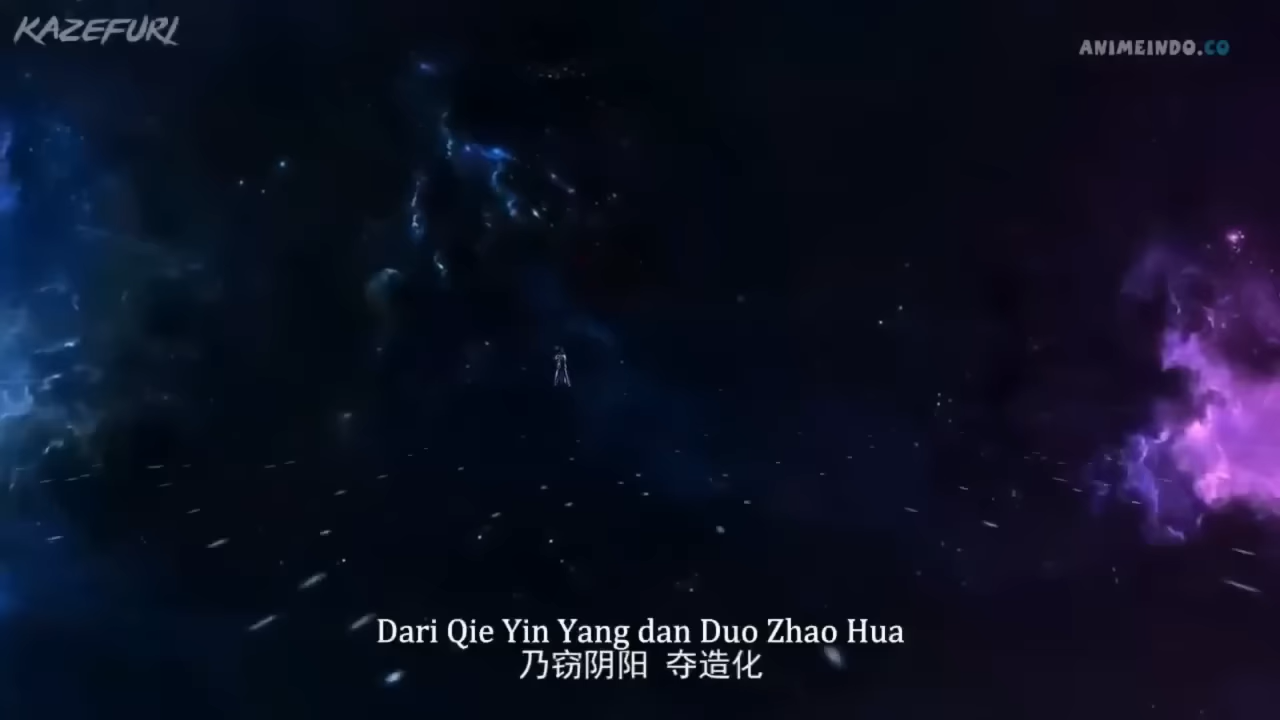 KAZEFURI
ANIMEINDO.CO
Dari Qie Yin Yang dan Duo Zhao Hua
乃窃阴阳 夺造化